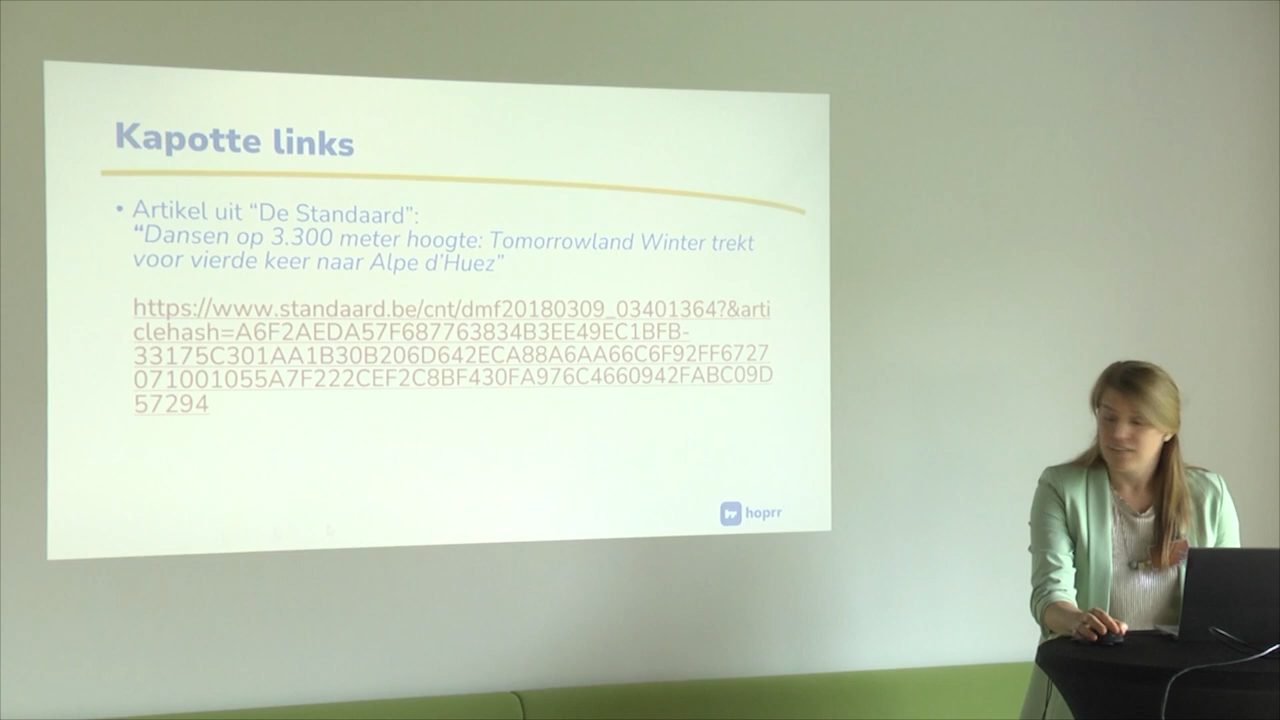 Kapotte links
• Artikel uit “De Standaard”:
“Dansen op 3.300 meter hoogte: Tomorrowland Winter trekt
voor vierde keer naar Alpe d’Huez”
https://www.standaard.be/cnt/dmf20180309_03401364?&arti
clehash=A6F2AEDA57F687763834B3EE49EC1BFB-
33175C301AA1B30B206D642ECA88A6AA66C6F92FF6727
071001055A7F222CEF2C8BF430FA976C4660942FABC09D
57294
hoprr